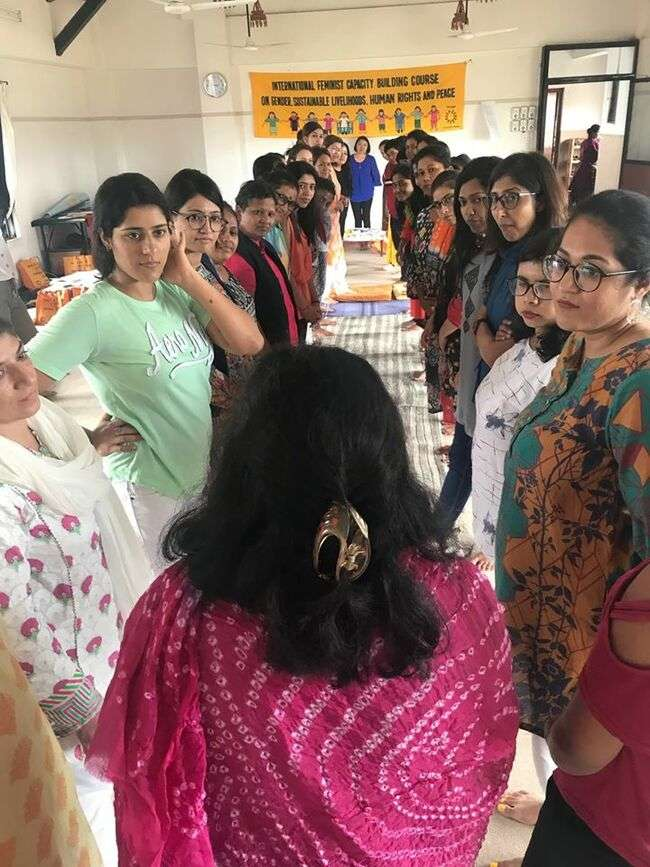 INTERNATIONAL FEMINIST CAPACITY BUILDING COURSE
ON GENDER, SUSTAINABLE LIVELIHOODS, HUMAN RIGHTS AND PEACE